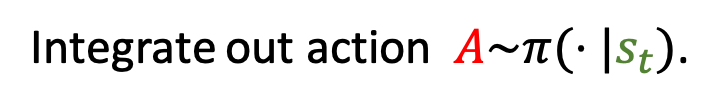 Integrate out action A~π(· |sₜ).